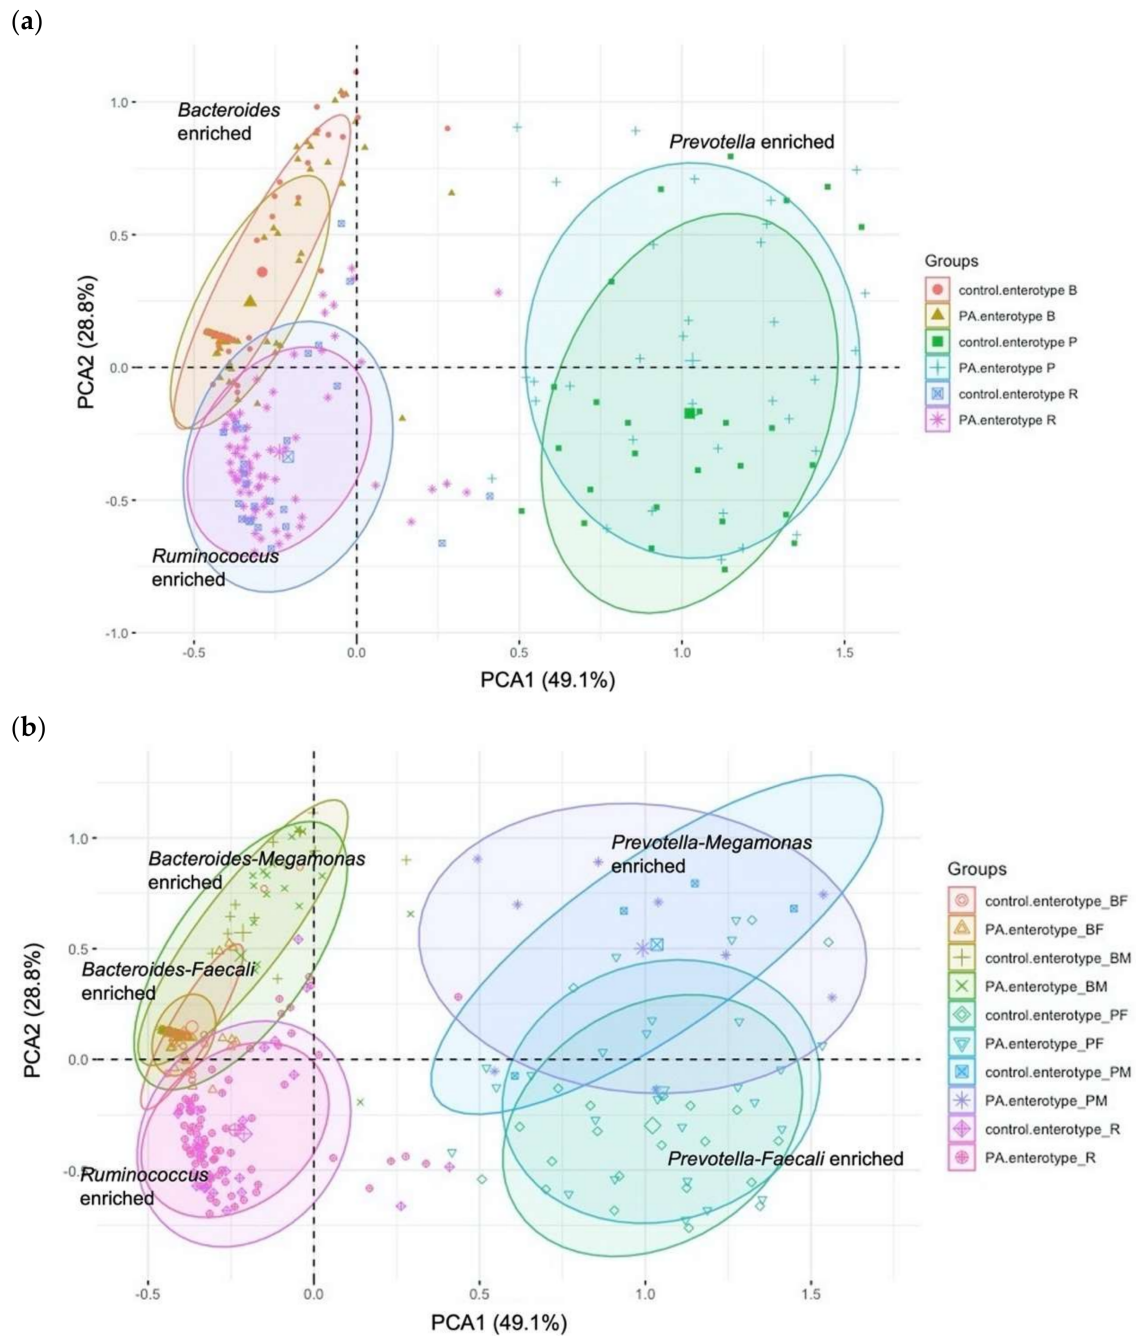 (a)
Bacteroides
enriched
Prevotella enriched
Ruminococcus
enriched
1.0
0.5
0.0
-0.5
-1.0
PCA2 (28.8%)
-0.5
0.0
0.5
1.0
1.5
PCA1 (49.1%)
Groups
control.enterotype B
PA.enterotype B
control.enterotype P
PA.enterotype P
control.enterotype R
PA.enterotype R
(b)
Bacteroides-Megamonas
enriched
Prevotella-Megamonas
enriched
Bacteroides-Faecali
enriched
Prevotella-Faecali enriched
Ruminococcus
enriched
1.0
0.5
0.0
PCA2 (28.8%)
-0.5
0.0
0.5
1.0
1.5
PCA1 (49.1%)
Groups
control.enterotype_BF
PA.enterotype_BF
control.enterotype_BM
PA.enterotype_BM
control.enterotype_PF
PA.enterotype_PF
control.enterotype_PM
PA.enterotype_PM
control.enterotype_R
PA.enterotype_R